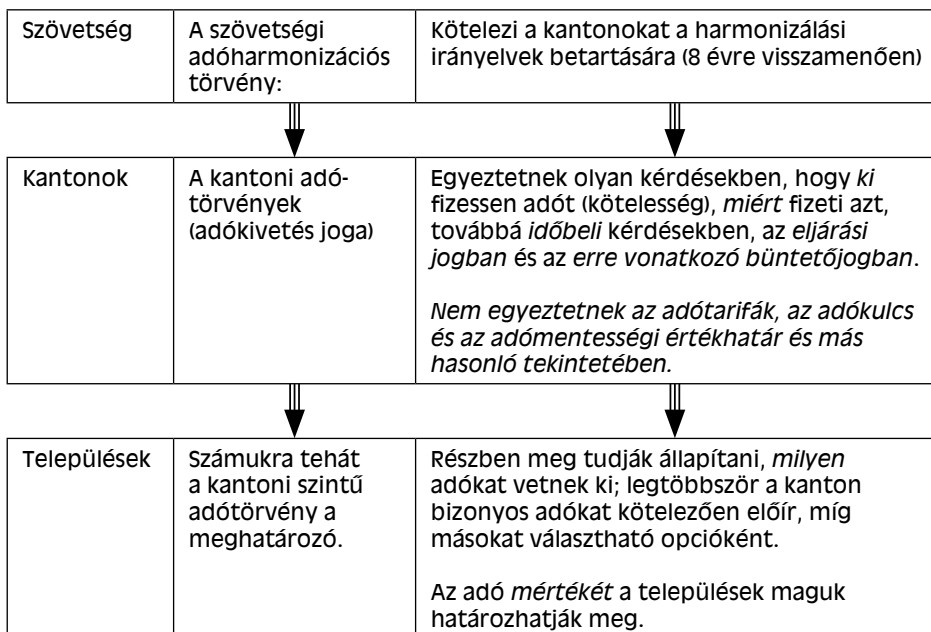 Szövetség
A szövetségi
adóharmonizációs
törvény:
Kötelezi a kantonokat a harmonizálási
irányelvek betartására (8 évre visszamenően)
Kantonok
A kantoni adó-
törvények
(adókivetés joga)
Egyeztetnek olyan kérdésekben, hogy ki
fizessen adót (kötelesség), miért fizeti azt,
továbbá időbeli kérdésekben, az eljárási
jogban és az erre vonatkozó büntetőjogban.
Nem egyeztetnek az adótarifák, az adókulcs
és az adómentességi értékhatár és más
hasonló tekintetében.
Települések
Számukra tehát
a kantoni szintű
adótörvény a
meghatározó.
Részben meg tudják állapítani, milyen
adókat vetnek ki; legtöbbször a kanton
bizonyos adókat kötelezően előír, míg
másokat választható opcióként.
Az adó mértékét a települések maguk
határozhatják meg.